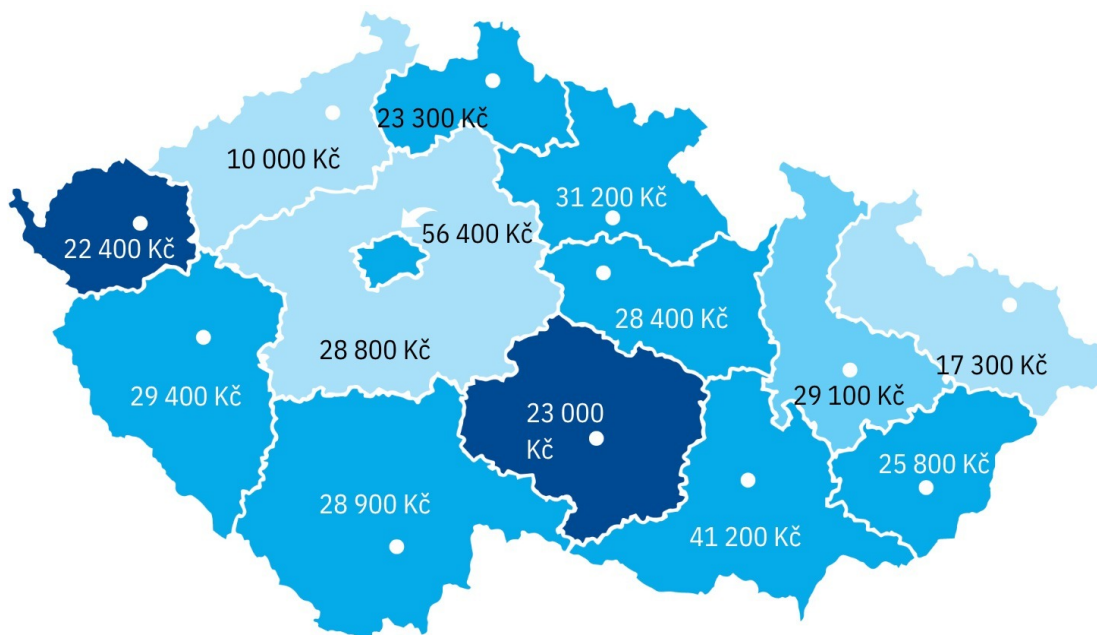 23 300 Kč
10 000 Kč
31 200 Kč
56 400 Kč
22 400 Kč
28 400 Kč
28 800 Kč
17 300 Kč
29 400 Kč
29 100 Kč
23 000
Kč
25 800 Kč
28 900 Kč
41 200 Kč